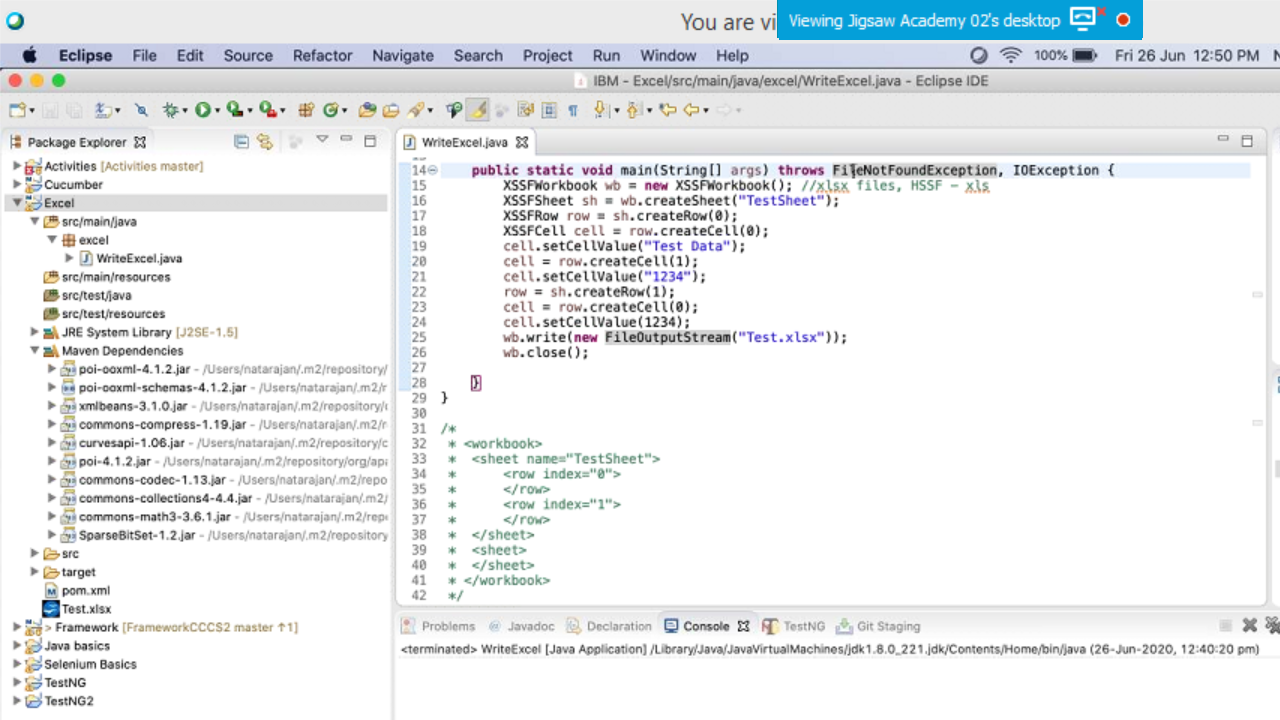 You are vi
Viewing Jigsaw Academy 02's desktop
Eclipse File Edit Source Refactor Navigate Search Project Run Window Help
100% Fri 26 Jun 12:50 PM
IBM - Excel/src/main/java/excel/WriteExcel.java - Eclipse IDE
Package Explorer
Activities [Activities master]
Cucumber
Excel
src/main/java
excel
WriteExcel.java
src/main/resources
src/test/java
src/test/resources
JRE System Library [J2SE-1.5]
Maven Dependencies
poi-ooxml-4.1.2.jar - /Users/natarajan/.m2/repository/
poi-ooxml-schemas-4.1.2.jar - /Users/natarajan/.m2/r
xmlbeans-3.1.0.jar - /Users/natarajan/.m2/repository/
commons-compress-1.19.jar - /Users/natarajan/.m2/r
curvesapi-1.06.jar - /Users/natarajan/.m2/repository/c
poi-4.1.2.jar - /Users/natarajan/.m2/repository/org/apa
commons-codec-1.13.jar - /Users/natarajan/.m2/repo
commons-collections4-4.4.jar - /Users/natarajan/.m2/
commons-math3-3.6.1.jar - /Users/natarajan/.m2/rep
SparseBitSet-1.2.jar - /Users/natarajan/.m2/repository
src
target
pom.xml
Test.xlsx
> Framework [FrameworkCCCS2 master ↑1]
Java basics
Selenium Basics
TestNG
TestNG2
WriteExcel.java
14 public static void main(String[] args) throws FileNotFoundException, IOException {
15 XSSFWorkbook wb = new XSSFWorkbook(); //xlsx files, HSSF - xls
16 XSSFSheet sh = wb.createSheet("TestSheet");
17 XSSFRow row = sh.createRow(0);
18 XSSFCell cell = row.createCell(0);
19 cell.setCellValue("Test Data");
20 cell = row.createCell(1);
21 cell.setCellValue("1234");
22 row = sh.createRow(1);
23 cell = row.createCell(0);
24 cell.setCellValue(1234);
25 wb.write(new FileOutputStream("Test.xlsx"));
26 wb.close();
27
28 }
29 }
30
31 /*
32 * <workbook>
33 * <sheet name="TestSheet">
34 * <row index="0">
35 * </row>
36 * <row index="1">
37 * </row>
38 * </sheet>
39 * <sheet>
40 * </sheet>
41 * </workbook>
42 */
Problems @ Javadoc Declaration Console TestNG Git Staging
<terminated> WriteExcel [Java Application] /Library/Java/JavaVirtualMachines/jdk1.8.0_221.jdk/Contents/Home/bin/java (26-Jun-2020, 12:40:20 pm)